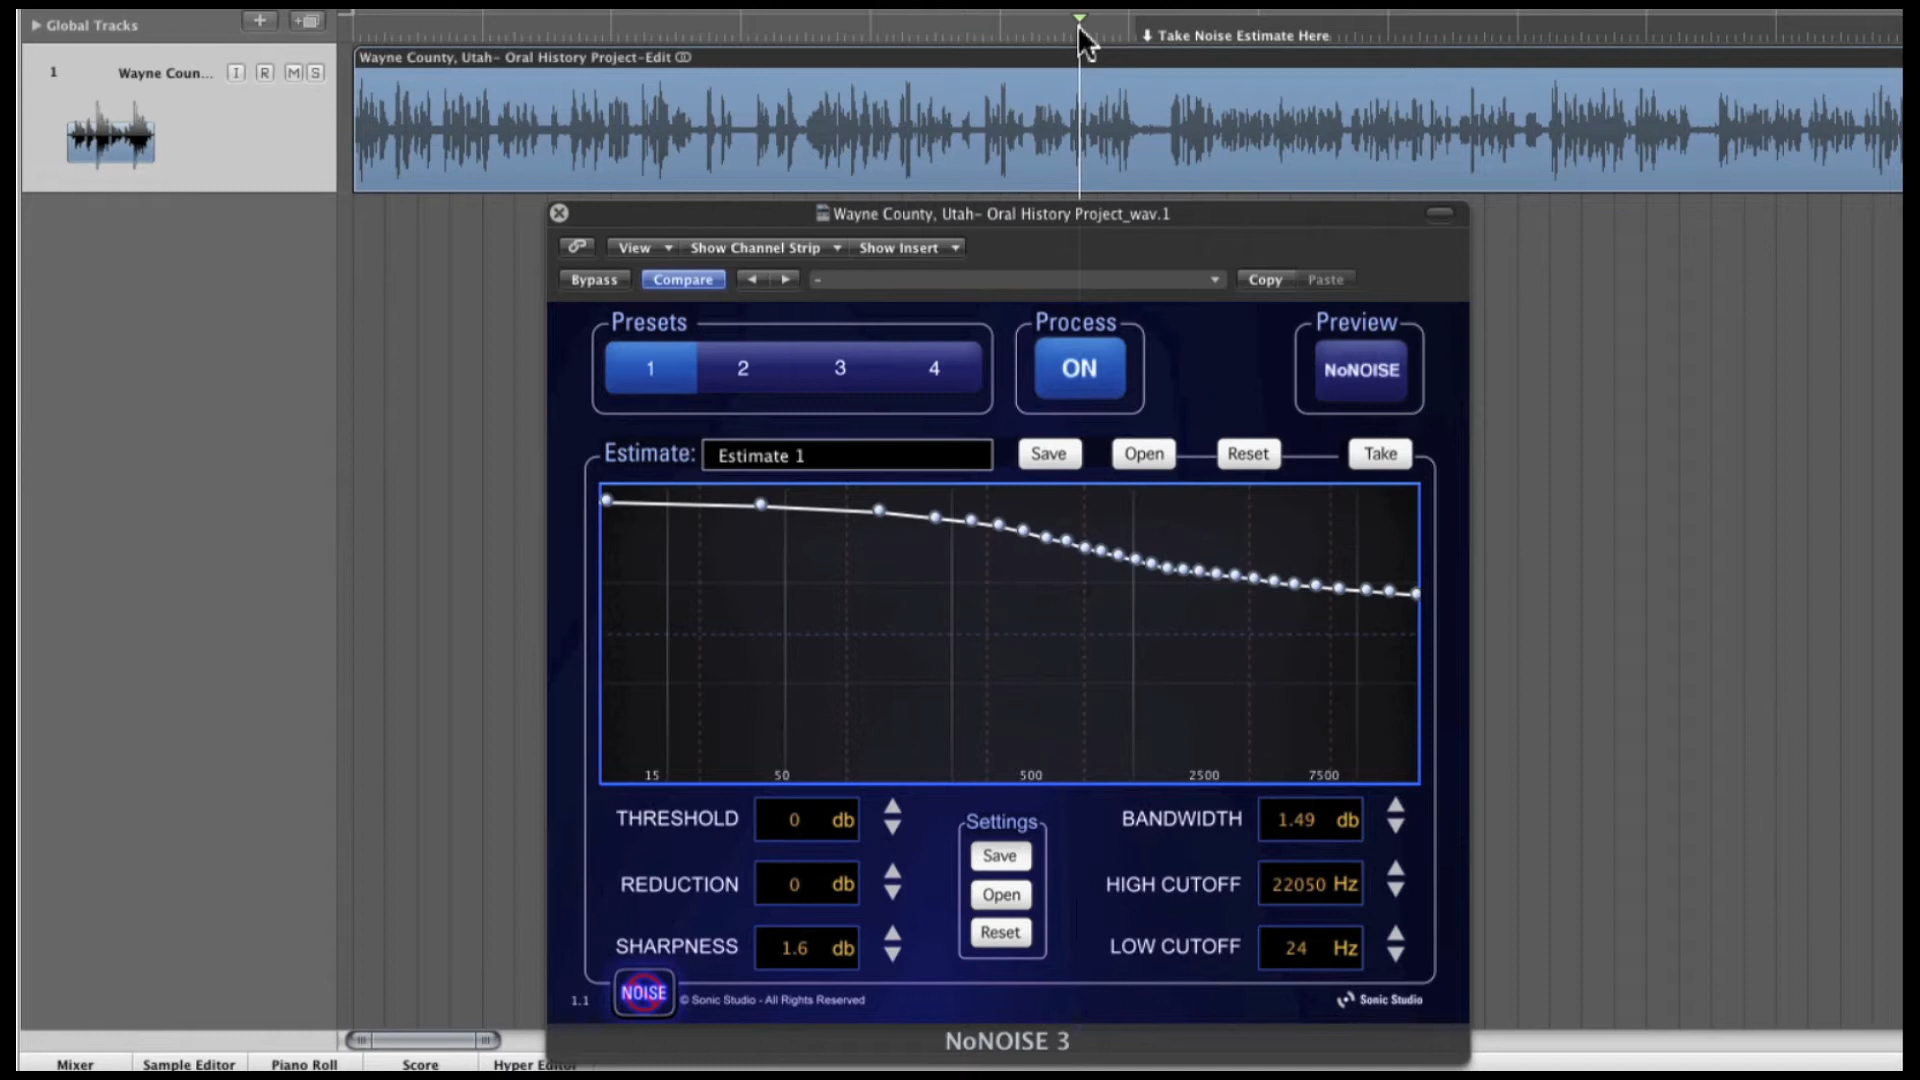 Global Tracks
Take Noise Estimate Here
1 Wayne Coun... I R M S
Wayne County, Utah- Oral History Project-Edit
Wayne County, Utah- Oral History Project_wav.1
View Show Channel Strip Show Insert
Bypass Compare - Copy Paste
Presets Process Preview
1 2 3 4 ON NoNOISE
Estimate: Estimate 1 Save Open Reset Take
15 50 500 2500 7500
THRESHOLD 0 db
Settings
BANDWIDTH 1.49 db
Save
REDUCTION 0 db
Open
HIGH CUTOFF 22050 Hz
Reset
SHARPNESS 1.6 db
LOW CUTOFF 24 Hz
1.1 NOISE © Sonic Studio - All Rights Reserved Sonic Studio
NoNOISE 3
Mixer Sample Editor Piano Roll Score Hyper Editor